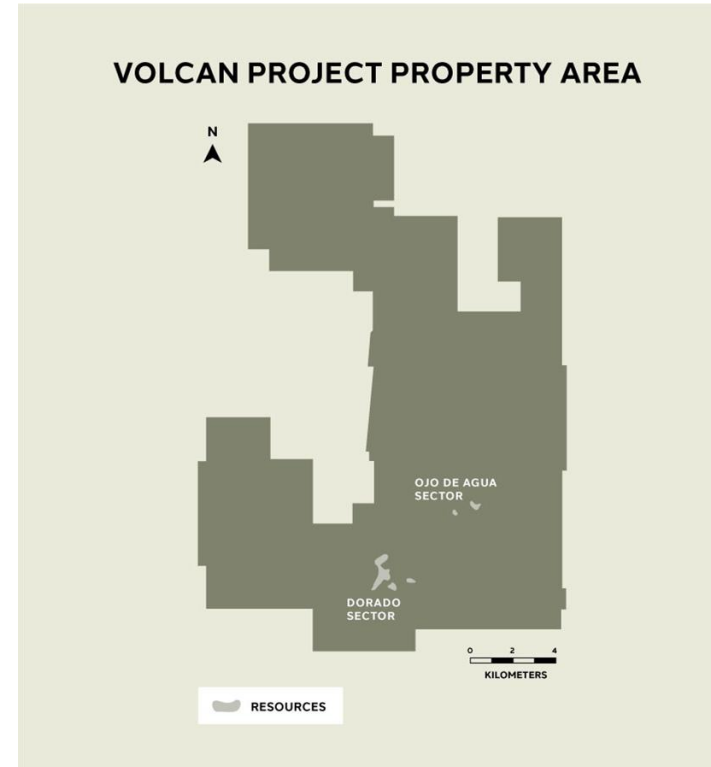 VOLCAN PROJECT PROPERTY AREA
N
OJO DE AGUA
SECTOR
DORADO
SECTOR
0 2 4
KILOMETERS
RESOURCES